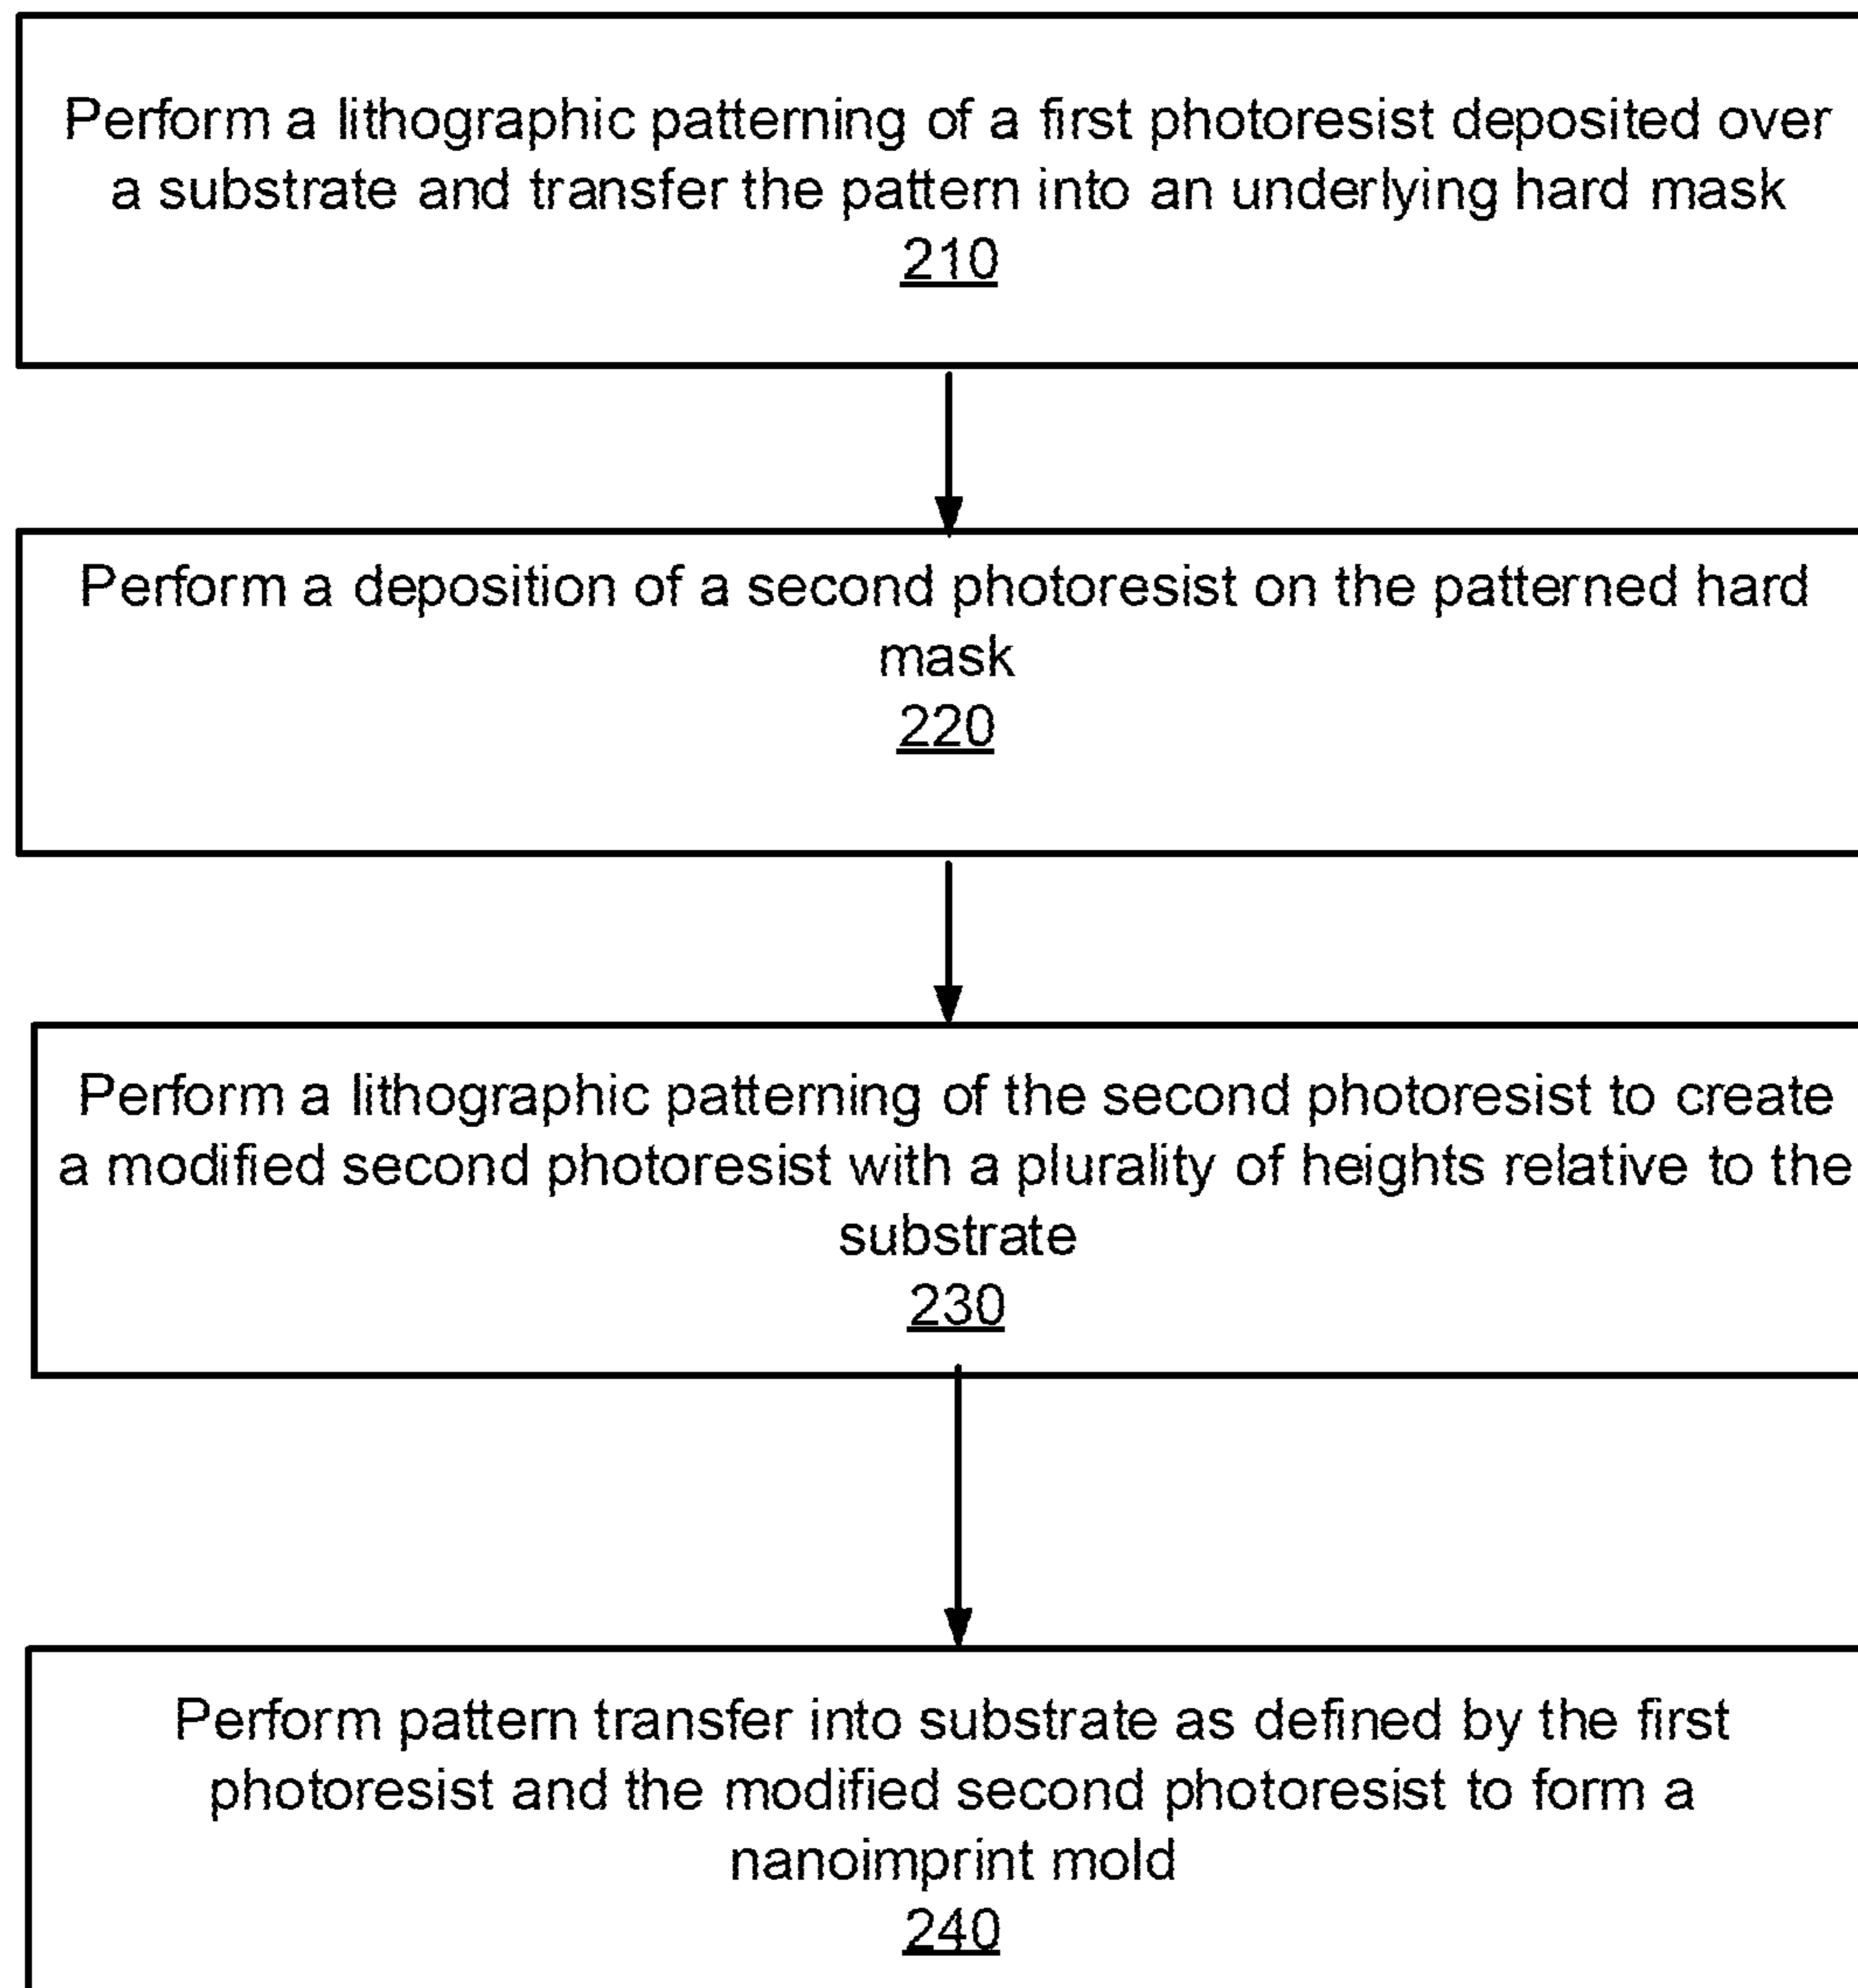 Perform a lithographic patterning of a first photoresist deposited over
a substrate and transfer the pattern into an underlying hard mask
210
Perform a deposition of a second photoresist on the patterned hard
mask
220
Perform a lithographic patterning of the second photoresist to create
a modified second photoresist with a plurality of heights relative to the
substrate
230
Perform pattern transfer into substrate as defined by the first
photoresist and the modified second photoresist to form a
nanoimprint mold
240